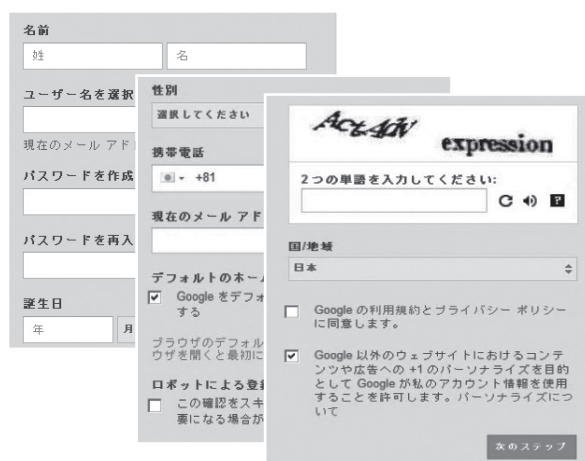 名前
姓 名
ユーザー名を選択
現在のメール アド
パスワードを作成
パスワードを再入
誕生日
年 月
性別
選択してください
携帯電話
+81
現在のメール アド
デフォルトのホー
Google をデフォ
する
ブラウザのデフォル
ウザを開くと最初に
ロボットによる登録
この確認をスキ
要になる場合が
expression
2つの単語を入力してください:
国/地域
日本
Google の利用規約とプライバシー ポリシー
に同意します。
Google 以外のウェブサイトにおけるコンテ
ンツや広告への +1 のパーソナライズを目的
として Google が私のアカウント情報を使用
することを許可します。パーソナライズにつ
いて
次のステップ